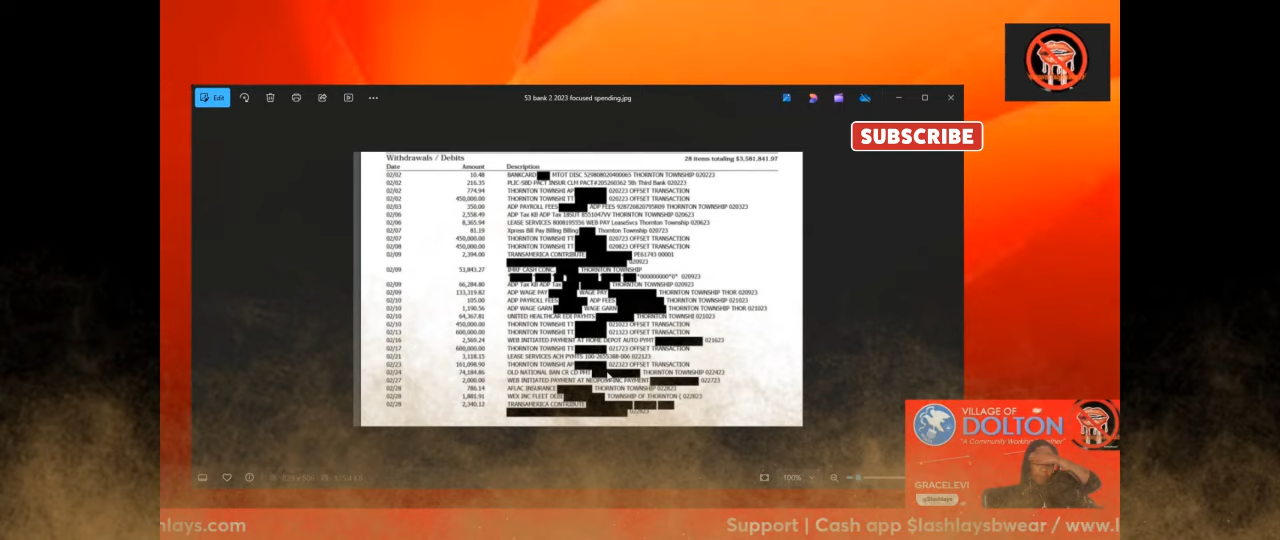 Edit
53 bank 2 2023 focused spending.jpg
SUBSCRIBE
Withdrawals / Debits 28 items totaling $3,581,841.97
Date Amount Description
02/02 10.48 BANKCARD MTOT DISC 529808020400065 THORNTON TOWNSHIP 020223
02/02 216.35 PLIC-SBD PACT INSUR CLM PACT#205260362 5th Third Bank 020223
02/02 774.94 THORNTON TOWNSHI AP 020223 OFFSET TRANSACTION
02/02 450,000.00 THORNTON TOWNSHI TT 020223 OFFSET TRANSACTION
02/03 350.00 ADP PAYROLL FEES ADP FEES THORNTON TOWNSHIP 020323
02/06 2,558.49 ADP Tax KB ADP Tax THORNTON TOWNSHIP 020623
02/06 8,365.94 LEASE SERVICES 8008195556 WEB PAY LeaseSvcs Thornton Township 020623
02/07 81.19 Xpress Bill Pay Billing Billing Thornton Township 020723
02/07 450,000.00 THORNTON TOWNSHI TT 020723 OFFSET TRANSACTION
02/08 450,000.00 THORNTON TOWNSHI TT 020823 OFFSET TRANSACTION
02/09 2,394.00 TRANSAMERICA CONTRIBUTE PE61743 00001
020923
02/09 53,843.27 IMRF CASH CONC THORNTON TOWNSHIP
020923
02/09 66,284.80 ADP Tax KB ADP Tax THORNTON TOWNSHIP 020923
02/09 133,319.82 ADP WAGE PAY WAGE PAY THORNTON TOWNSHIP THOR 020923
02/10 105.00 ADP PAYROLL FEES ADP FEES THORNTON TOWNSHIP 021023
02/10 1,190.56 ADP WAGE GARN WAGE GARN THORNTON TOWNSHIP THOR 021023
02/10 64,367.81 UNITED HEALTHCAR EDI PAYMTS THORNTON TOWNSHI 021023
02/10 450,000.00 THORNTON TOWNSHI TT 021023 OFFSET TRANSACTION
02/13 600,000.00 THORNTON TOWNSHI TT 021323 OFFSET TRANSACTION
02/16 2,569.24 WEB INITIATED PAYMENT AT HOME DEPOT AUTO PYMT 021623
02/17 600,000.00 THORNTON TOWNSHI TT 021723 OFFSET TRANSACTION
02/21 3,118.15 LEASE SERVICES ACH PYMTS 022123
02/23 161,098.90 THORNTON TOWNSHI AP 022323 OFFSET TRANSACTION
02/24 74,184.86 OLD NATIONAL BAN CR CD PMT THORNTON TOWNSHIP 022423
02/27 2,000.00 WEB INITIATED PAYMENT AT PAYMENT 022723
02/28 786.14 AFLAC INSURANCE THORNTON TOWNSHIP 022823
02/28 1,881.91 WEX INC FLEET DEBI TOWNSHIP OF THORNTON ( 022823
02/28 2,340.12 TRANSAMERICA CONTRIBUTE
022823
100%
VILLAGE OF
DOLTON
"A Community Working Together"
GRACELEVI
@Slashlays
hlays.com Support | Cash app $lashlaysbwear / www.l